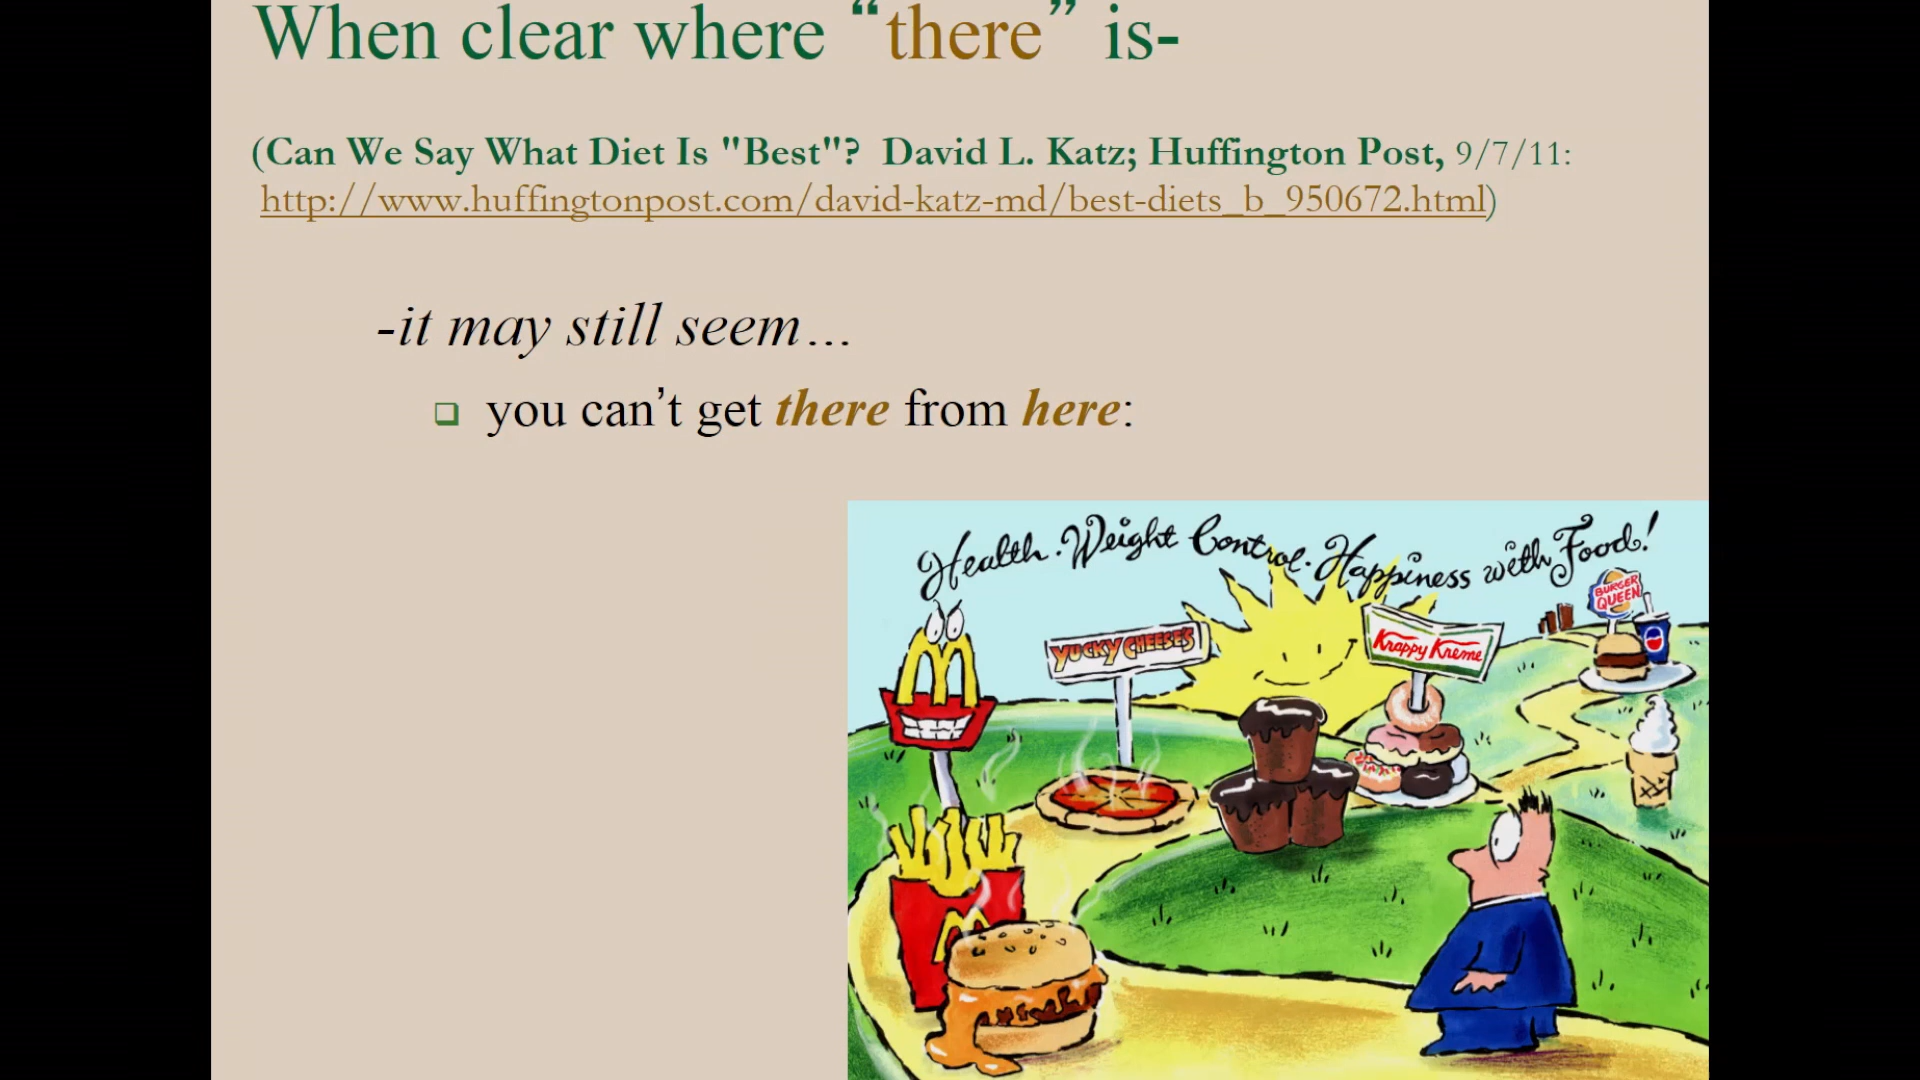 When clear where “there” is-
(Can We Say What Diet Is "Best"? David L. Katz; Huffington Post, 9/7/11:
http://www.huffingtonpost.com/david-katz-md/best-diets_b_950672.html)
-it may still seem…
you can’t get there from here:
Health. Weight Control. Happiness with Food!
BURGER
QUEEN
YUCKY CHEESE'S
Krappy Kreme